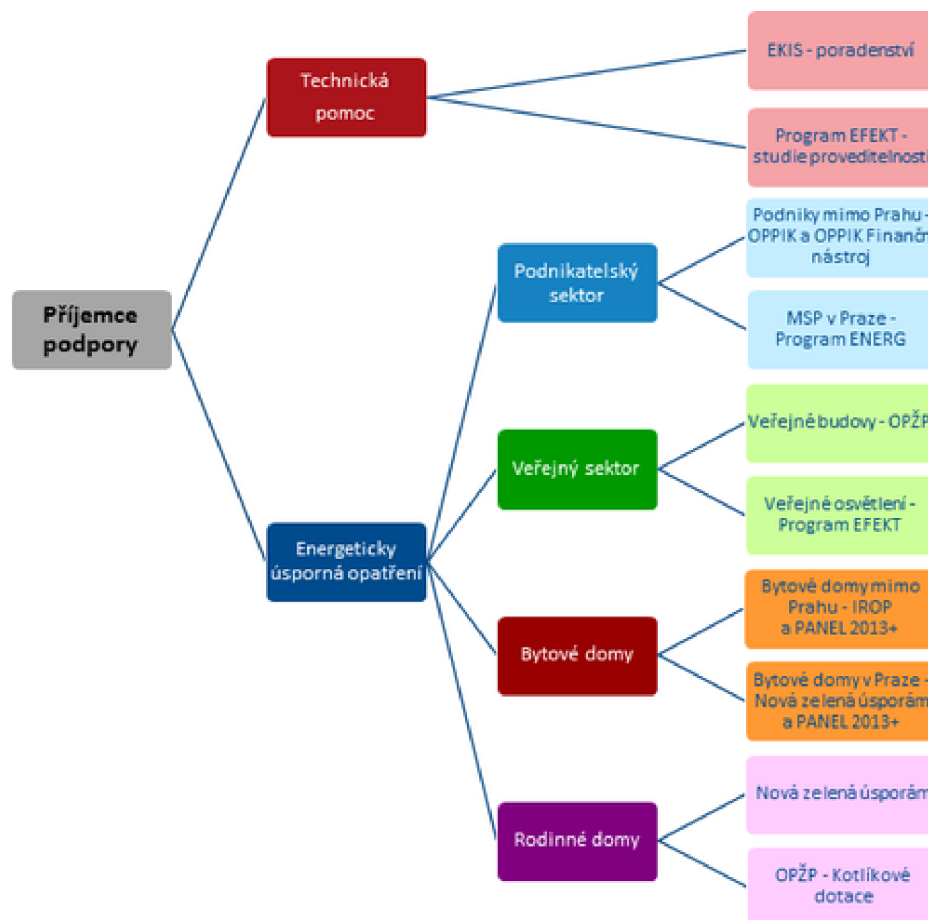 Příjemce
podpory
Technická
pomoc
EKIS - poradenství
Program EFEKT -
studie proveditelnosti
Energeticky
úsporná opatření
Podnikatelský
sektor
Podniky mimo Prahu -
OPPIK a OPPIK Finančn
nástroj
MSP v Praze -
Program ENERG
Veřejný sektor
Veřejné budovy - OPŽP
Veřejné osvětlení -
Program EFEKT
Bytové domy
Bytové domy mimo
Prahu - IROP
a PANEL 2013+
Bytové domy v Praze -
Nová zelená úsporám
a PANEL 2013+
Rodinné domy
Nová zelená úsporám
OPŽP - Kotlíkové
dotace